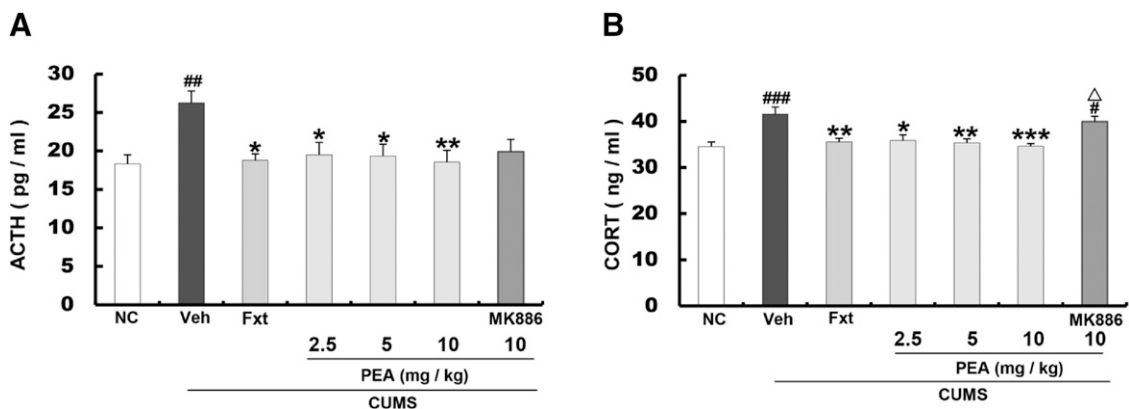 A
ACTH ( pg / ml )
30
25
20
15
10
5
0
##
*
*
*
**
NC Veh Fxt MK886
2.5 5 10 10
PEA (mg / kg)
CUMS
B
CORT ( ng / ml )
50
40
30
20
10
0
###
**
*
**
***
△
#
NC Veh Fxt MK886
2.5 5 10 10
PEA (mg / kg)
CUMS